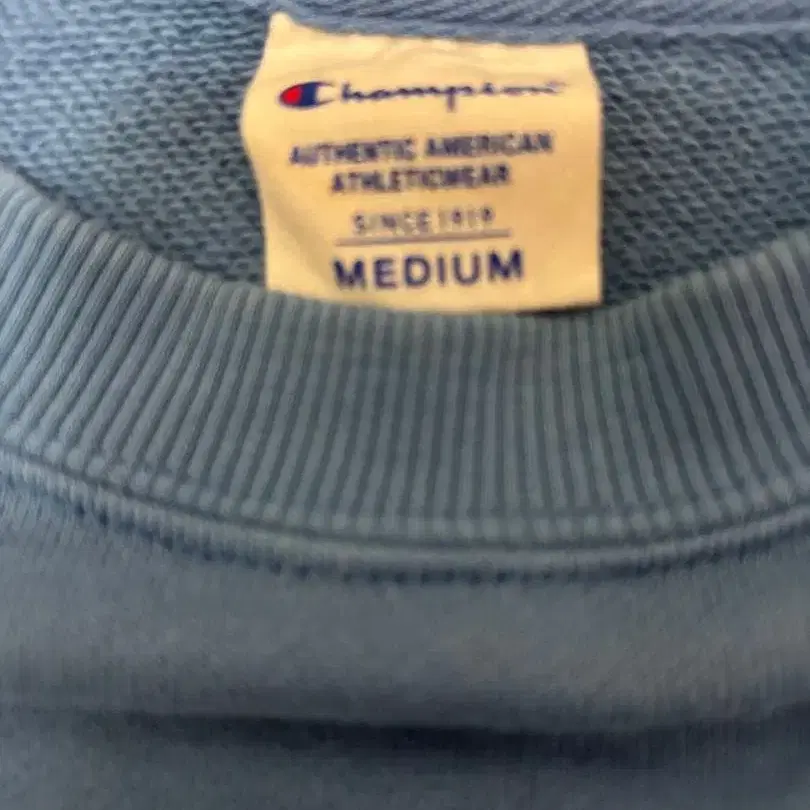 Champion
AUTHENTIC AMERICAN
ATHLETICWEAR
SINCE 1919
MEDIUM